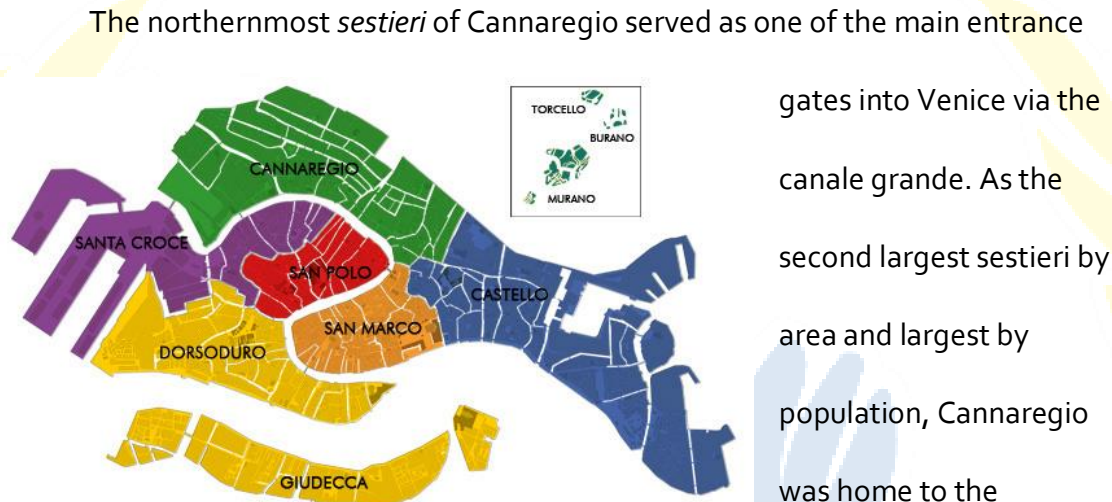 The northernmost sestieri of Cannaregio served as one of the main entrance
gates into Venice via the
canale grande. As the
second largest sestieri by
area and largest by
population, Cannaregio
was home to the
TORCELLO
BURANO
MURANO
CANNAREGIO
SANTA CROCE
SAN POLO
CASTELLO
SAN MARCO
DORSODURO
GIUDECCA